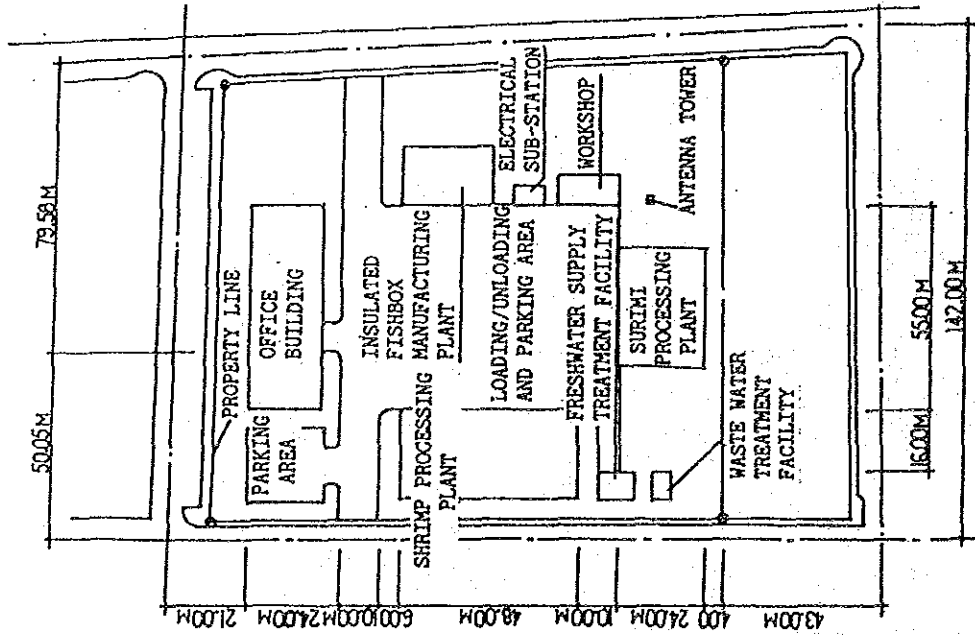 50.05M
79.58M
PROPERTY LINE
OFFICE
BUILDING
PARKING
AREA
INSULATED
FISHBOX
MANUFACTURING
PLANT
SHRIMP PROCESSING
PLANT
ELECTRICAL
SUB-STATION
LOADING/UNLOADING
AND PARKING AREA
WORKSHOP
FRESHWATER SUPPLY
TREATMENT FACILITY
SURIMI
PROCESSING
PLANT
ANTENNA TOWER
WASTE WATER
TREATMENT
FACILITY
16.00M
55.00M
142.00M
21.00M
24.00M
10.00M
6.00
48.00M
10.00M
24.00M
4.00
43.00M